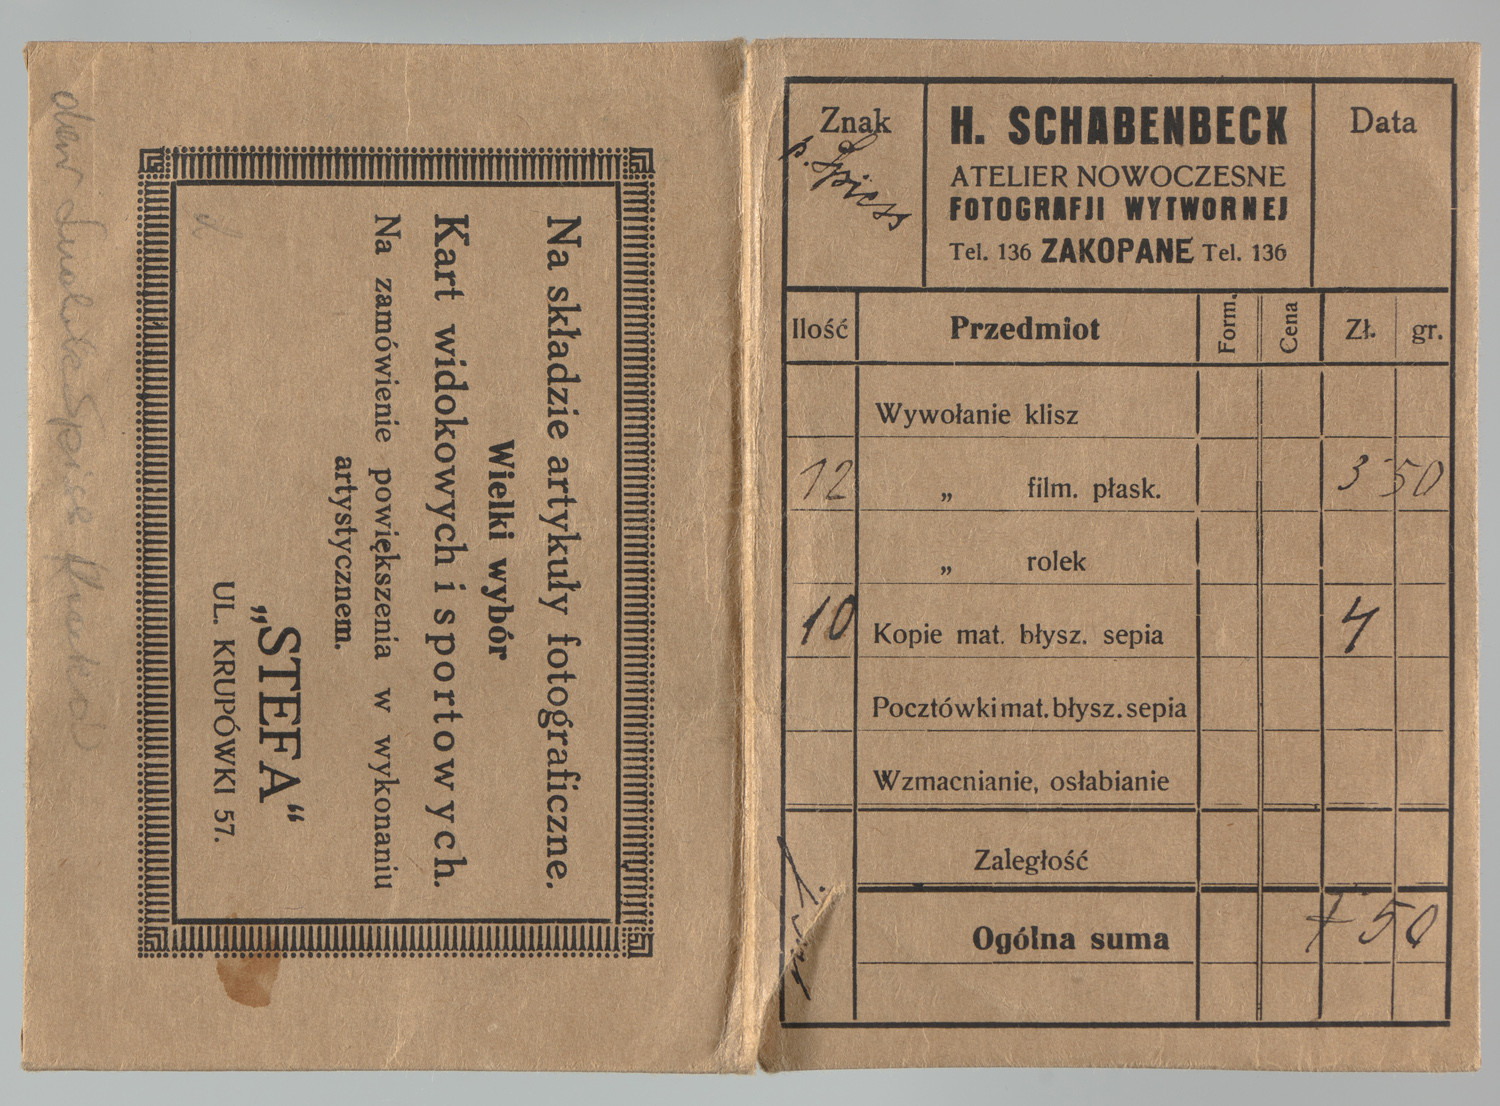 Na składzie artykuły fotograficzne.
Wielki wybór
Kart widokowych i sportowych.
Na zamówienie powiększenia w wykonaniu
artystycznem.
„STEFA“
UL. KRUPÓWKI 57.
Znak
p. Spiess
H. SCHABENBECK
ATELIER NOWOCZESNE
FOTOGRAFJI WYTWORNEJ
Tel. 136 ZAKOPANE Tel. 136
Data
Ilość Przedmiot Form. Cena Zł. gr.
Wywołanie klisz
12 „ film. płask. 3 50
„ rolek
10 Kopie mat. błysz. sepia 4
Pocztówki mat. błysz. sepia
Wzmacnianie, osłabianie
Zaległość
Ogólna suma 7 50